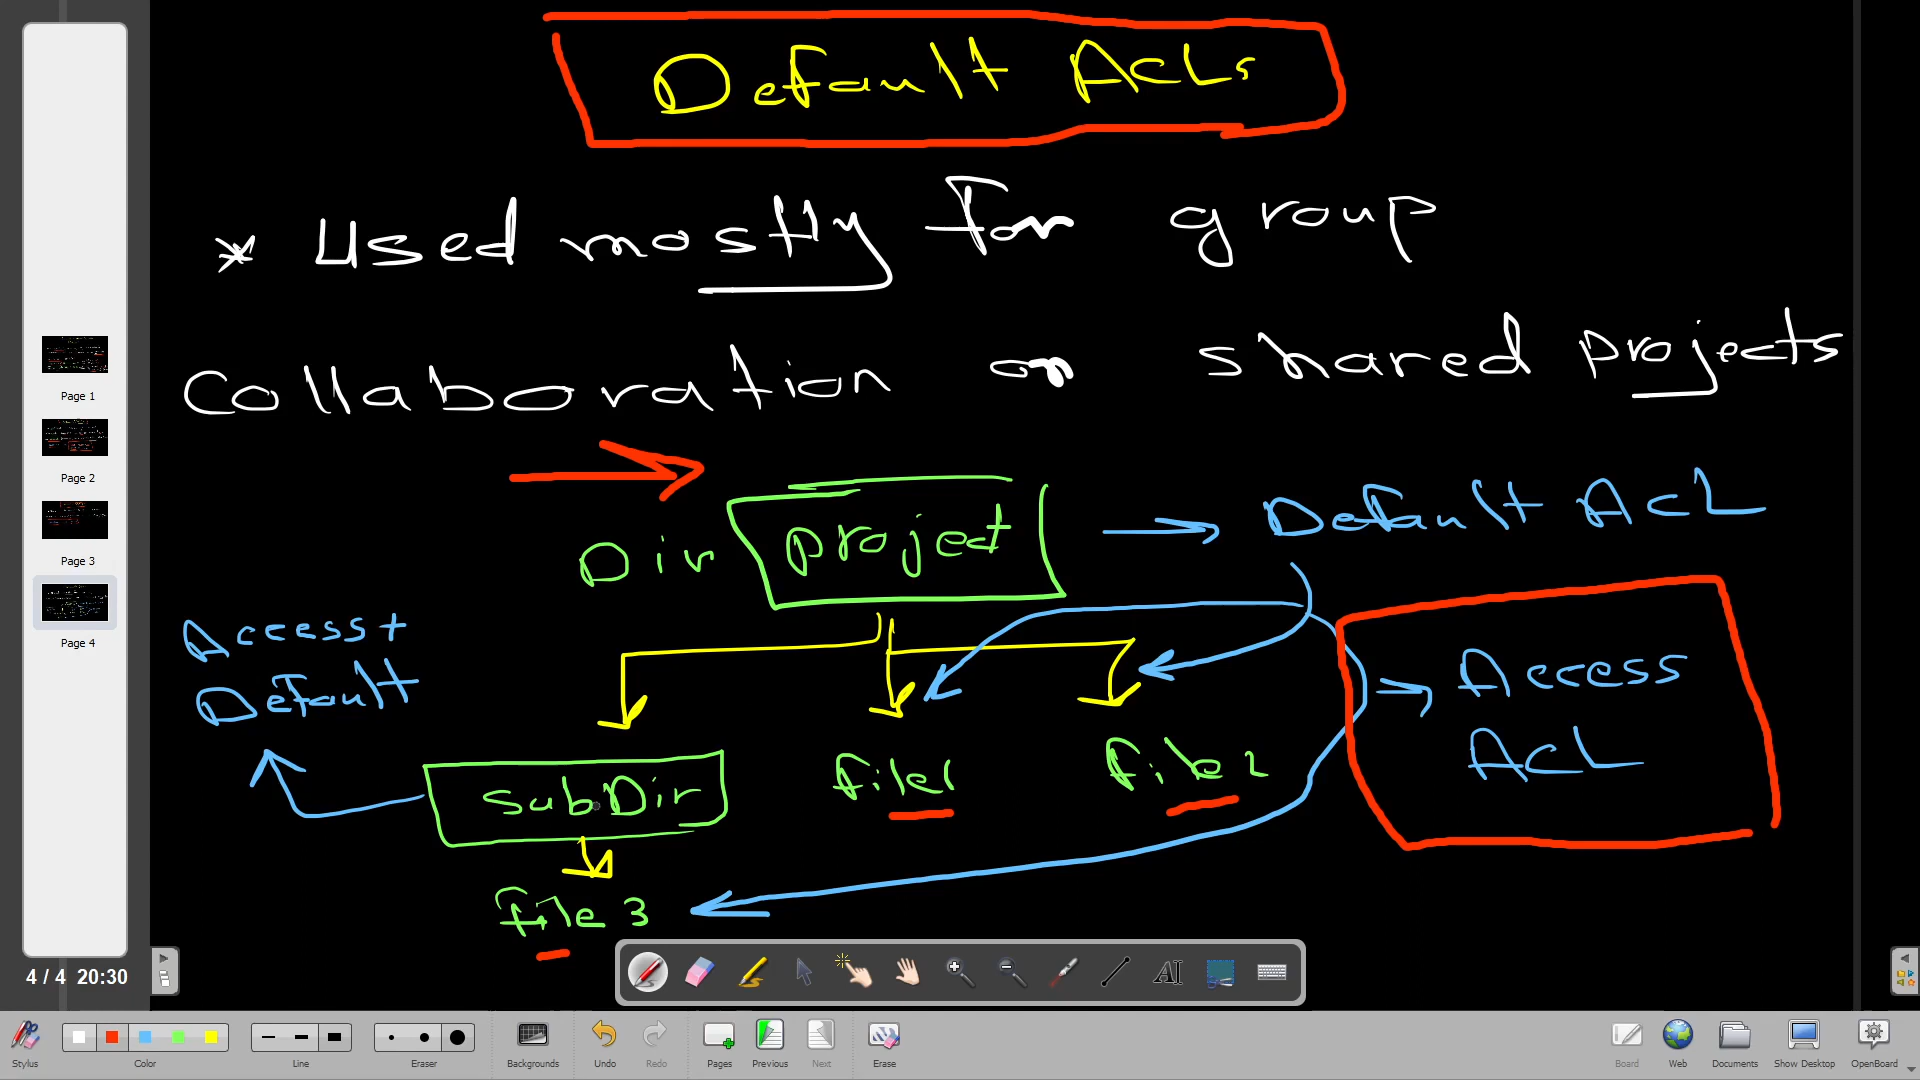 Default ACLs
* Used mostly for group
collaboration on shared projects
Dir project → Default ACL
Access +
Default
Access
ACL
SubDir
file1
file2
file 3
Page 1
Page 2
Page 3
Page 4
4 / 4 20:30
AI
Stylus
Color
Line
Eraser
Backgrounds
Undo
Redo
Pages
Previous
Next
Erase
Board
Web
Documents
Show Desktop
OpenBoard